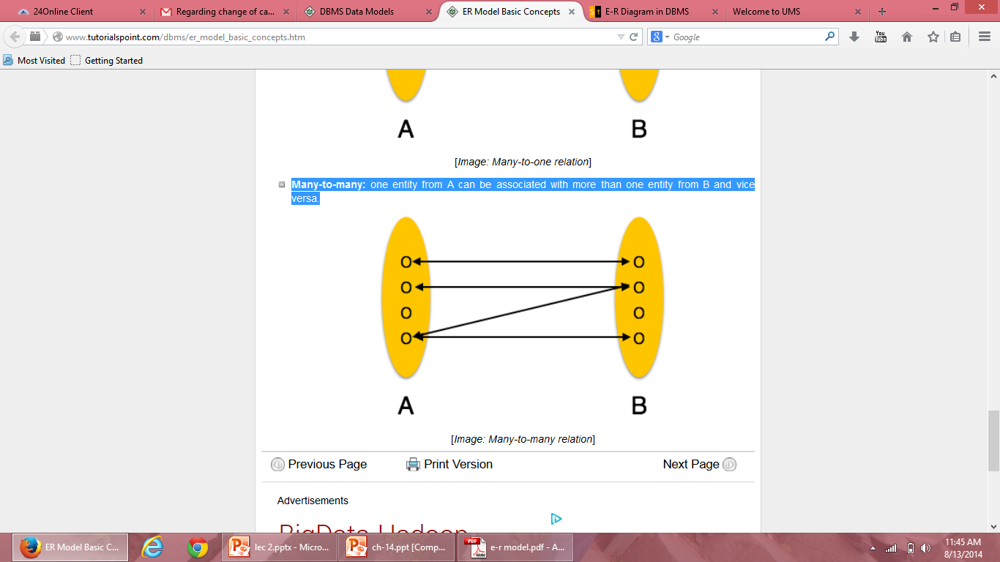 24Online Client
Regarding change of ca...
DBMS Data Models
ER Model Basic Concepts
E-R Diagram in DBMS
Welcome to UMS
www.tutorialspoint.com/dbms/er_model_basic_concepts.htm
Google
Most Visited
Getting Started
A B
[Image: Many-to-one relation]
Many-to-many: one entity from A can be associated with more than one entity from B and vice
versa.
O O
O O
O O
O O
A B
[Image: Many-to-many relation]
Previous Page Print Version Next Page
Advertisements
BigData Hadoop
ER Model Basic C...
lec 2.pptx - Micro...
ch-14.ppt [Comp...
e-r model.pdf - A...
11:45 AM
8/13/2014